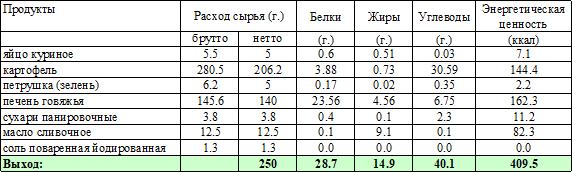 Продукты Расход сырья (г.) Белки Жиры Углеводы Энергетическая ценность
брутто нетто (г.) (г.) (г.) (ккал)
яйцо куриное 5.5 5 0.6 0.51 0.03 7.1
картофель 280.5 206.2 3.88 0.73 30.59 144.4
петрушка (зелень) 6.2 5 0.17 0.02 0.35 2.2
печень говяжья 145.6 140 23.56 4.56 6.75 162.3
сухари панировочные 3.8 3.8 0.4 0.1 2.3 11.2
масло сливочное 12.5 12.5 0.1 9.1 0.1 82.3
соль поваренная йодированная 1.3 1.3 0.0 0.0 0.0 0.0
Выход: 250 28.7 14.9 40.1 409.5